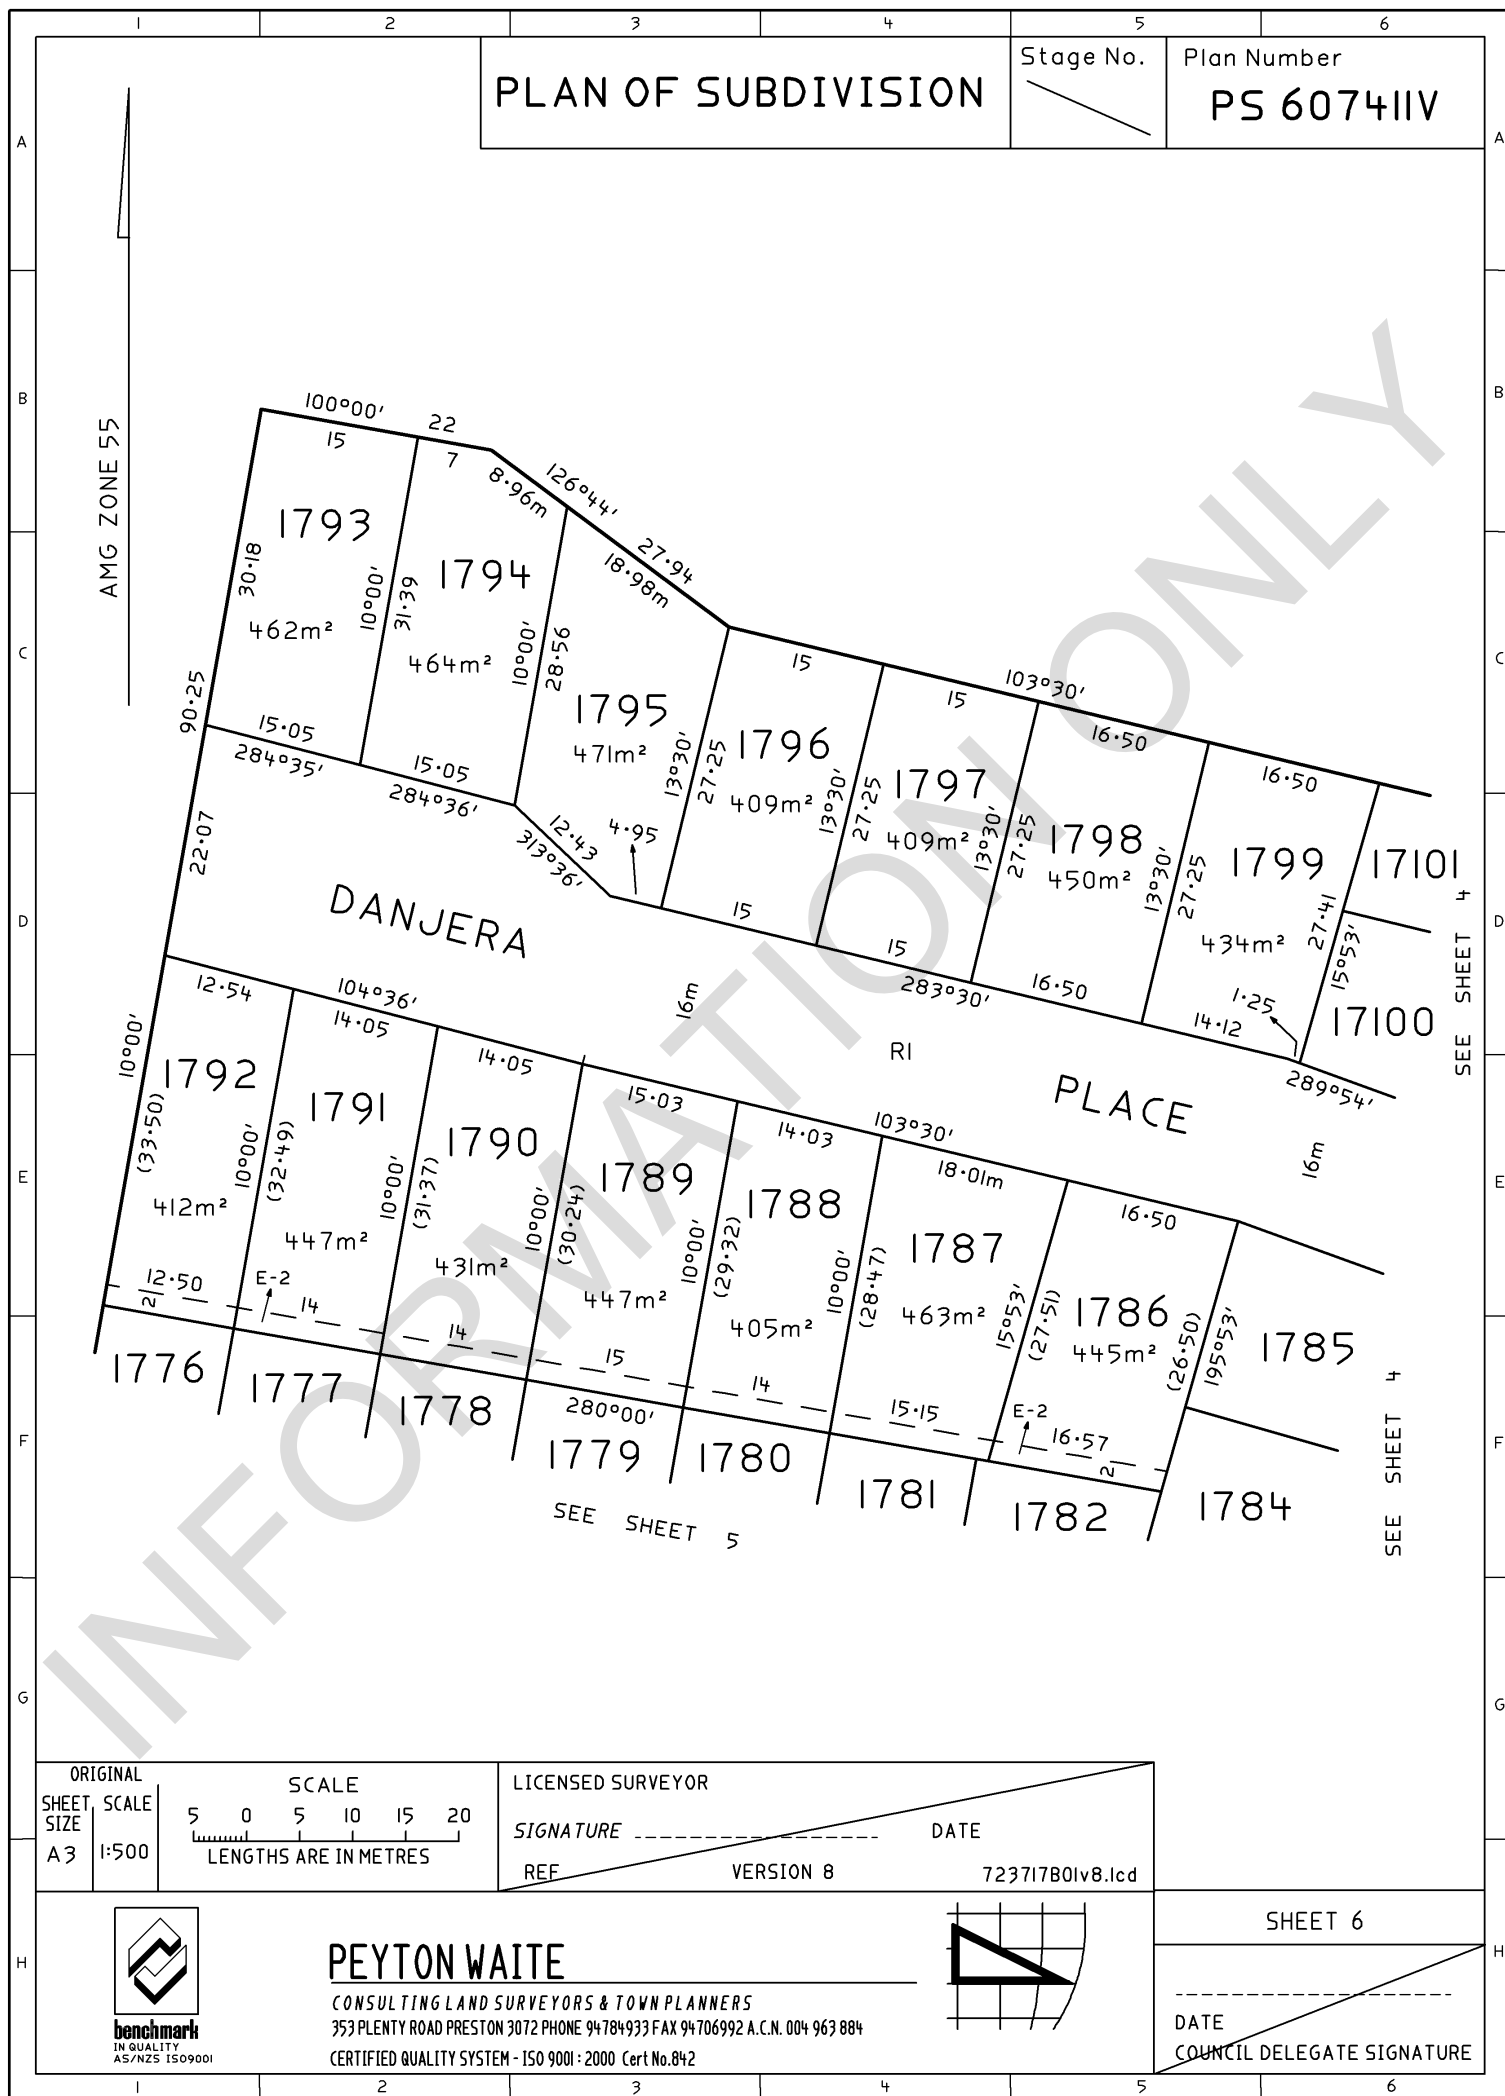 1 2 3 4 5 6
PLAN OF SUBDIVISION
Stage No.
Plan Number
PS 607411V
A A
B B
C C
D D
E E
F F
G G
H H
AMG ZONE 55
INFORMATION ONLY
100°00'
22
15
7
8·96m
126°44'
27·94
18·98m
1793
30·18
462m²
10°00'
31·39
1794
464m²
10°00'
28·56
1795
471m²
13°30'
27·25
15
1796
409m²
13°30'
27·25
15
103°30'
1797
409m²
13°30'
27·25
16·50
1798
450m²
13°30'
27·25
16·50
1799
434m²
27·41
15°53'
17101
17100
SEE SHEET 4
90·25
15·05
284°35'
15·05
284°36'
12·43
313°36'
4·95
15
15
283°30'
16·50
14·12
1·25
289°54'
22·07
DANJERA
PLACE
16m
R1
16m
12·54
104°36'
14·05
14·05
15·03
14·03
103°30'
18·01m
16·50
10°00'
(33·50)
1792
412m²
10°00'
(32·49)
1791
447m²
10°00'
(31·37)
1790
431m²
10°00'
(30·24)
1789
447m²
10°00'
(29·32)
1788
405m²
10°00'
(28·47)
1787
463m²
15°53'
(27·51)
1786
445m²
(26·50)
195°53'
1785
12·50
2
E-2
14
14
15
14
15·15
E-2
16·57
2
280°00'
1776
1777
1778
1779
1780
1781
1782
1784
SEE SHEET 5
SEE SHEET 4
ORIGINAL
SHEET SIZE
SCALE
A3
1:500
SCALE
5 0 5 10 15 20
LENGTHS ARE IN METRES
LICENSED SURVEYOR
SIGNATURE
DATE
REF
VERSION 8
723717B01v8.lcd
benchmark
IN QUALITY
AS/NZS ISO9001
PEYTON WAITE
CONSULTING LAND SURVEYORS & TOWN PLANNERS
353 PLENTY ROAD PRESTON 3072 PHONE 94784933 FAX 94706992 A.C.N. 004 963 884
CERTIFIED QUALITY SYSTEM - ISO 9001 : 2000 Cert No.842
SHEET 6
DATE
COUNCIL DELEGATE SIGNATURE
1 2 3 4 5 6